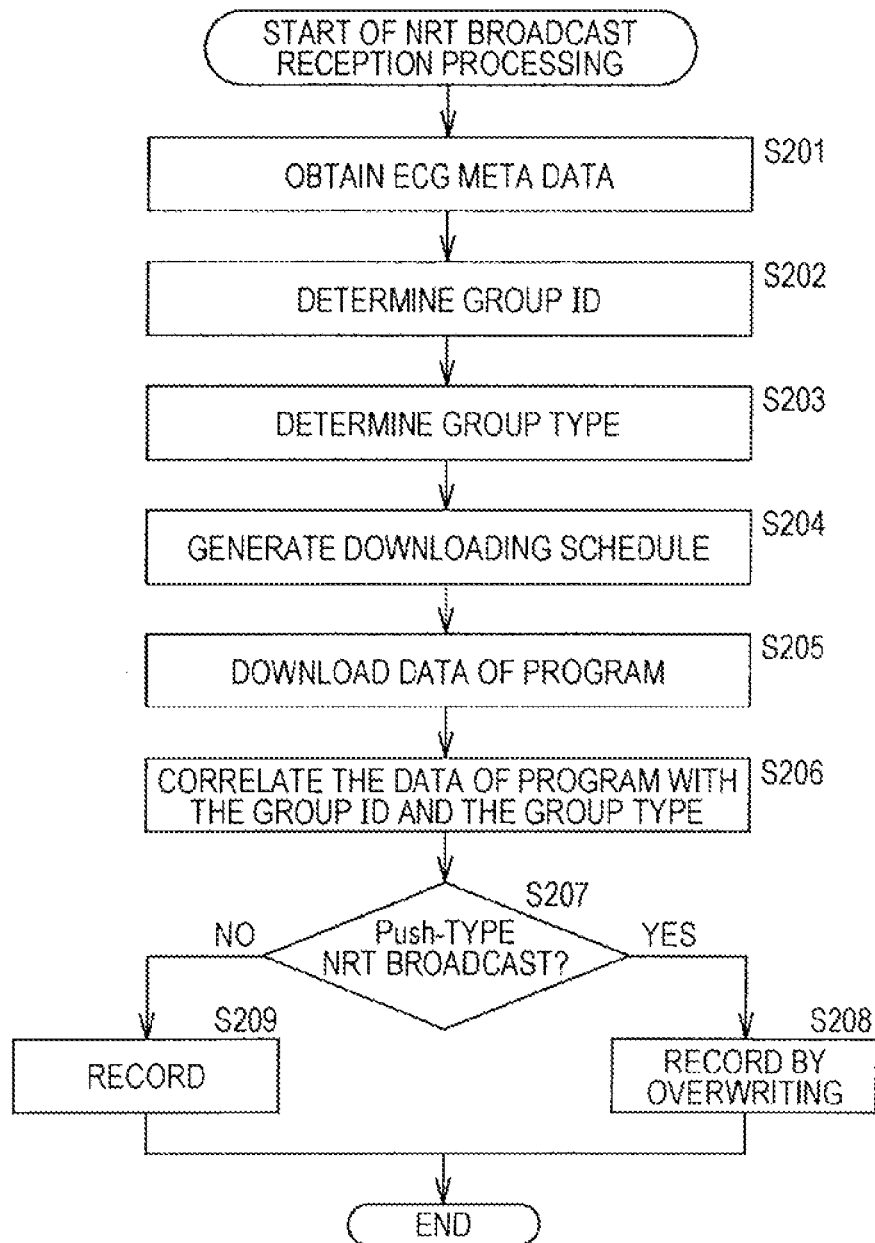 START OF NRT BROADCAST
RECEPTION PROCESSING
S201
OBTAIN ECG META DATA
S202
DETERMINE GROUP ID
S203
DETERMINE GROUP TYPE
S204
GENERATE DOWNLOADING SCHEDULE
S205
DOWNLOAD DATA OF PROGRAM
S206
CORRELATE THE DATA OF PROGRAM WITH
THE GROUP ID AND THE GROUP TYPE
S207
Push-TYPE
NRT BROADCAST?
NO
YES
S209
RECORD
S208
RECORD BY
OVERWRITING
END